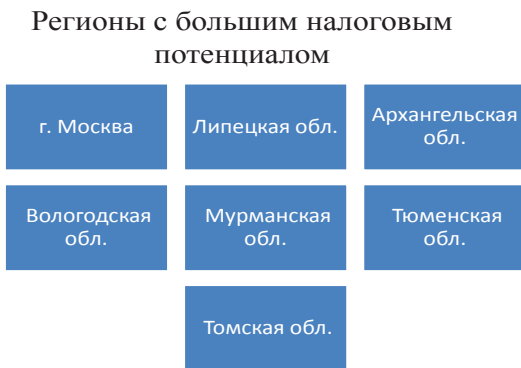 Регионы с большим налоговым
потенциалом
г. Москва
Липецкая обл.
Архангельская
обл.
Вологодская
обл.
Мурманская
обл.
Тюменская
обл.
Томская обл.